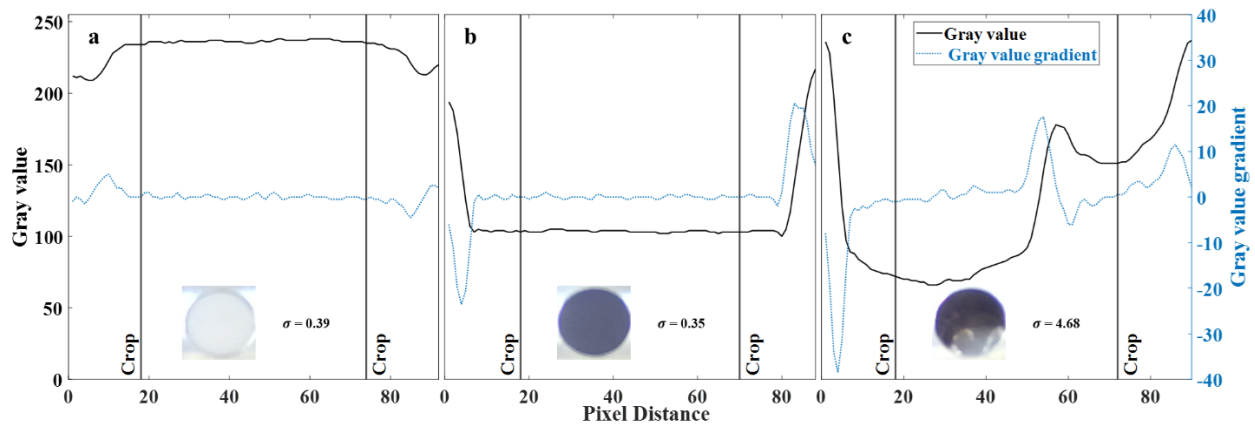 a
b
c
Gray value
Gray value gradient
250
200
150
100
50
0
Gray value
40
30
20
10
0
-10
-20
-30
-40
Gray value gradient
σ = 0.39
σ = 0.35
σ = 4.68
Crop
Crop
Crop
Crop
Crop
Crop
0 20 40 60 80
0 20 40 60 80
0 20 40 60 80
Pixel Distance